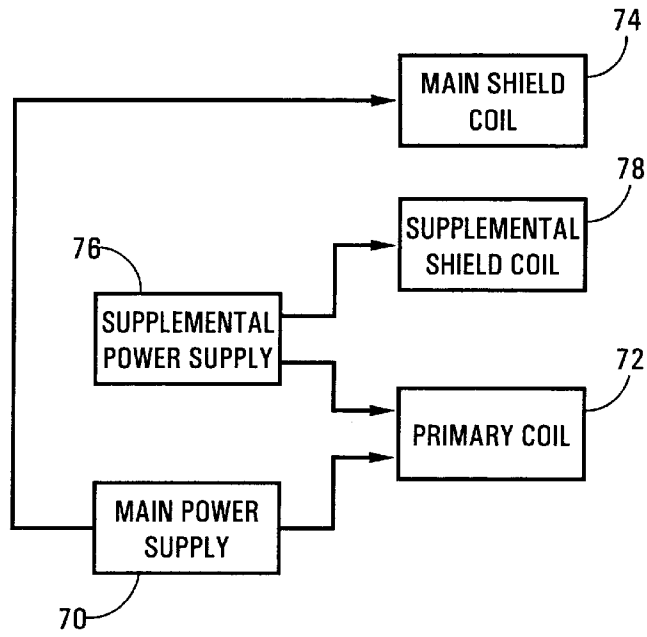 74
MAIN SHIELD
COIL
78
SUPPLEMENTAL
SHIELD COIL
76
SUPPLEMENTAL
POWER SUPPLY
72
PRIMARY COIL
MAIN POWER
SUPPLY
70